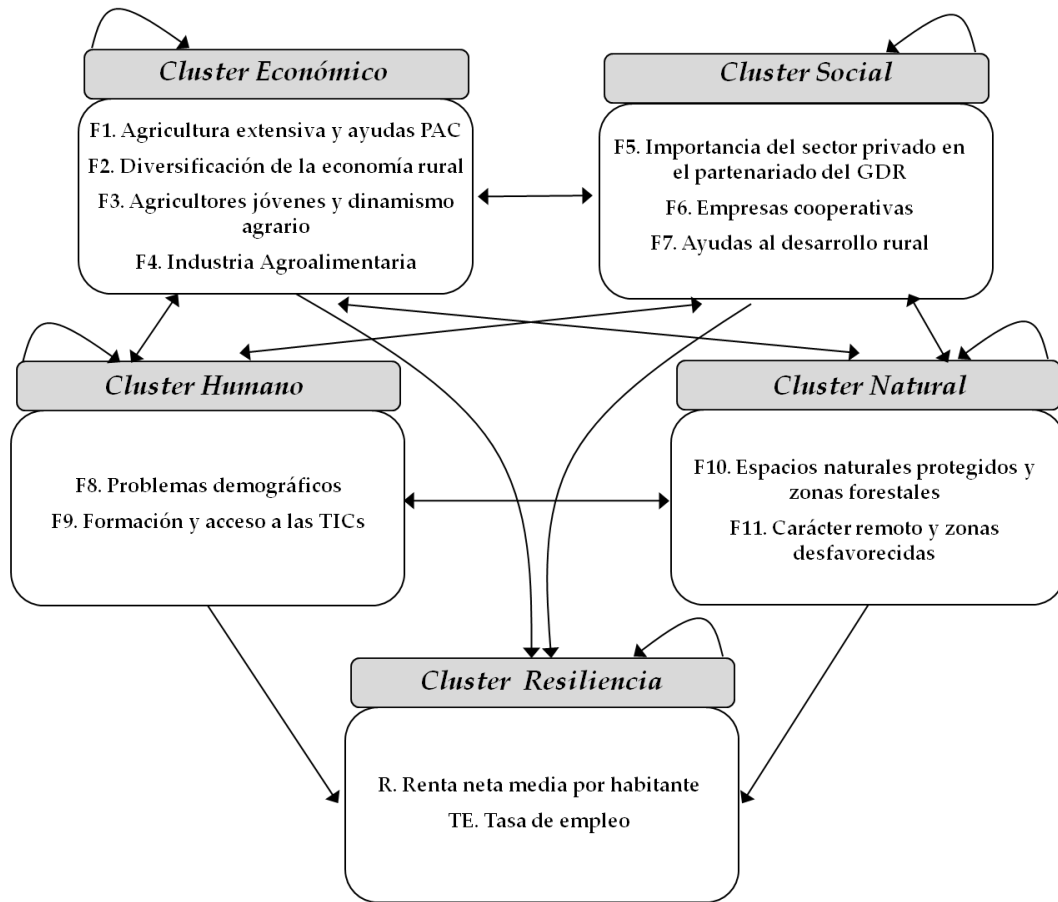 Cluster Económico
F1. Agricultura extensiva y ayudas PAC
F2. Diversificación de la economía rural
F3. Agricultores jóvenes y dinamismo
agrario
F4. Industria Agroalimentaria
Cluster Social
F5. Importancia del sector privado en
el partenariado del GDR
F6. Empresas cooperativas
F7. Ayudas al desarrollo rural
Cluster Humano
F8. Problemas demográficos
F9. Formación y acceso a las TICs
Cluster Natural
F10. Espacios naturales protegidos y
zonas forestales
F11. Carácter remoto y zonas
desfavorecidas
Cluster Resiliencia
R. Renta neta media por habitante
TE. Tasa de empleo